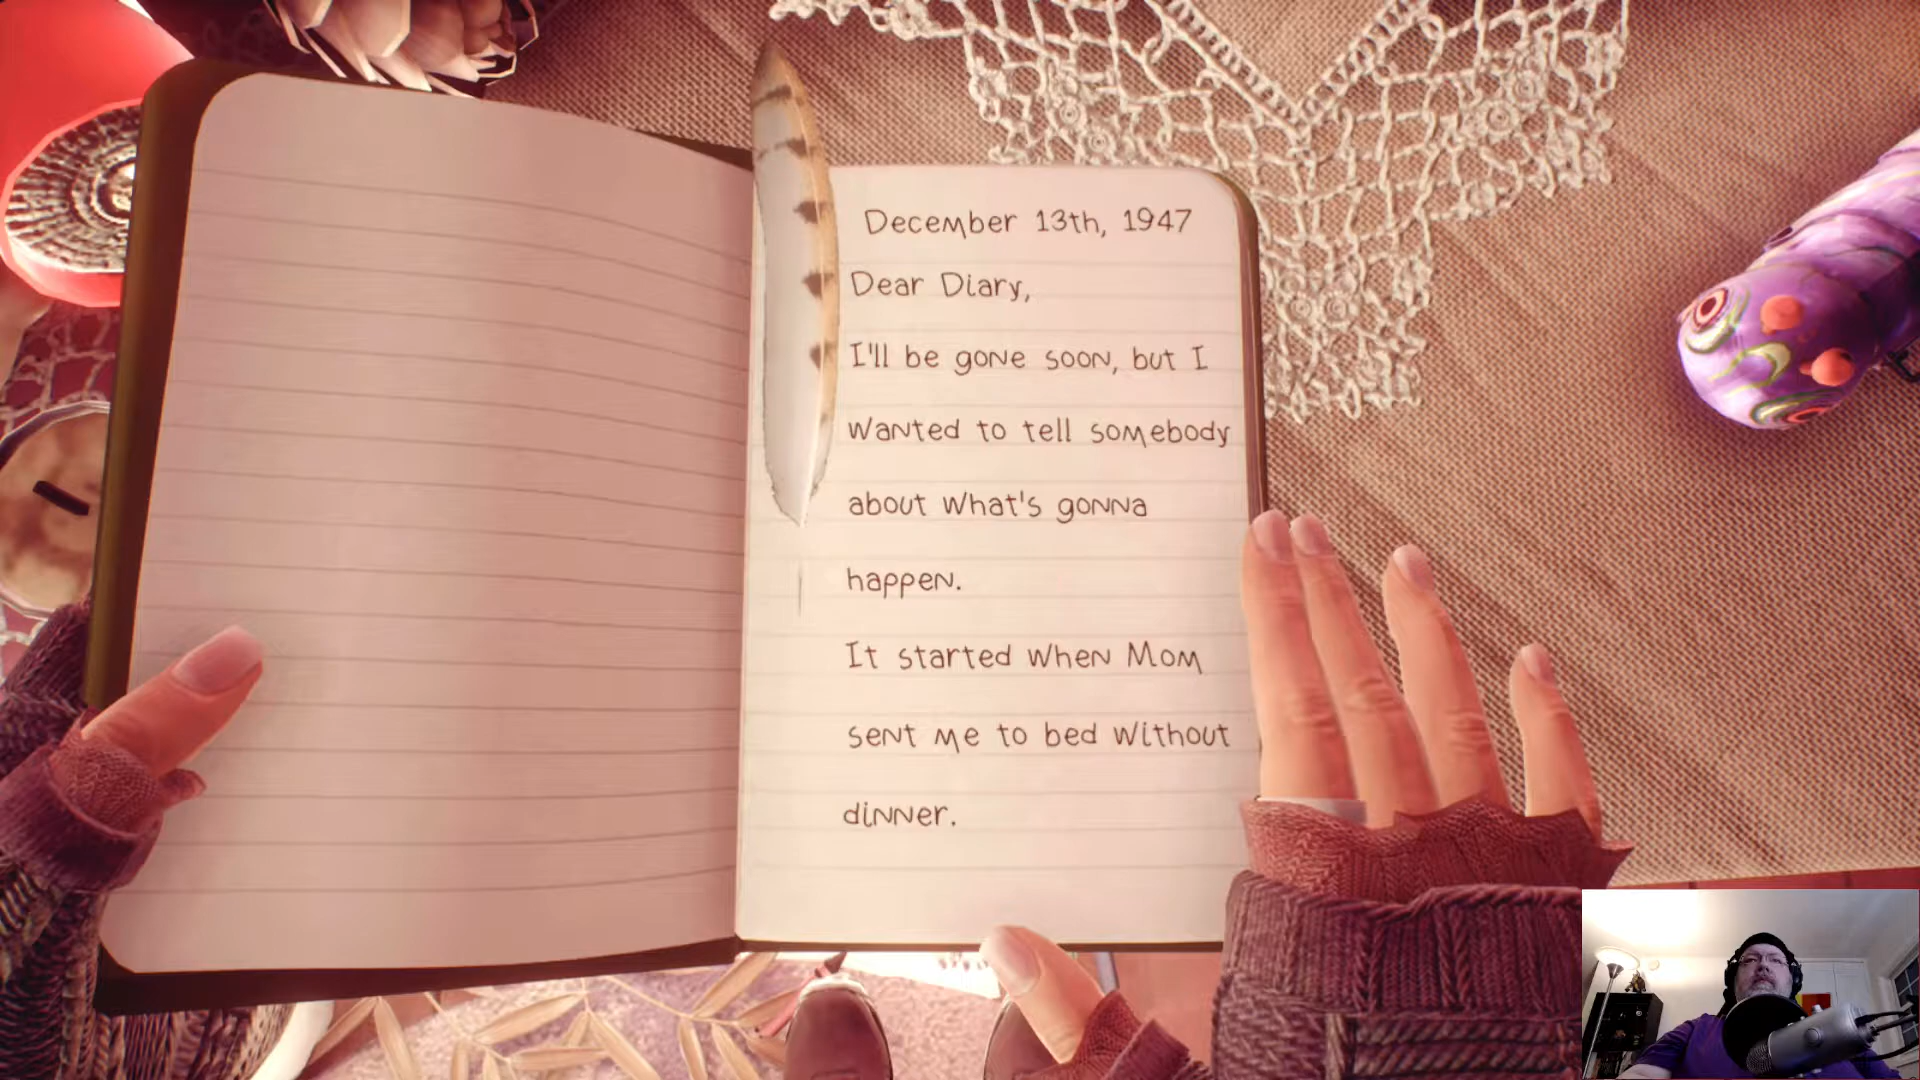 December 13th, 1947
Dear Diary,
I'll be gone soon, but I
wanted to tell somebody
about what's gonna
happen.
It started when Mom
sent me to bed without
dinner.